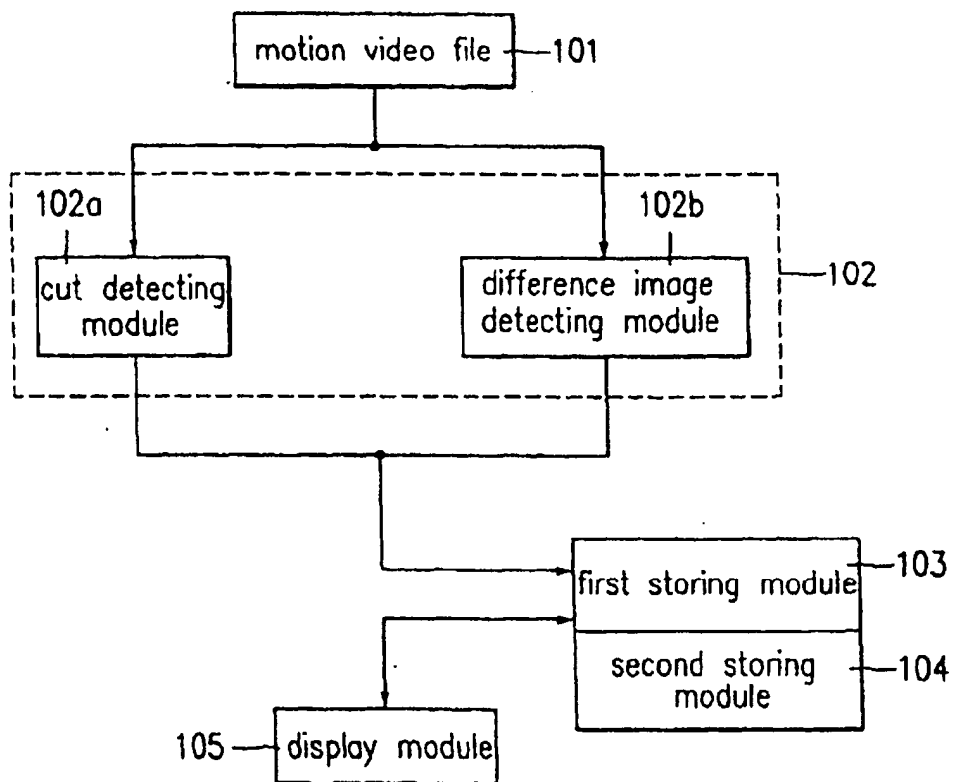 motion video file
101
102a
102b
cut detecting
module
difference image
detecting module
102
first storing module
103
second storing
module
104
105
display module